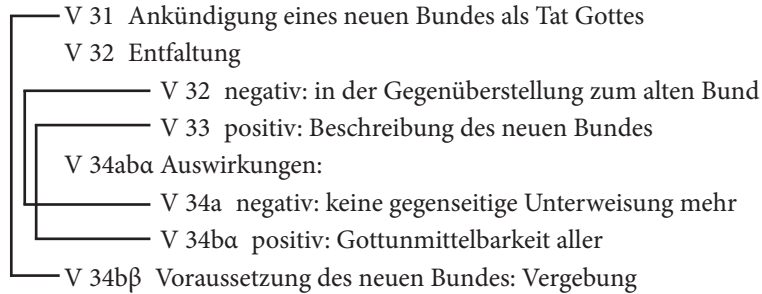 V 31 Ankündigung eines neuen Bundes als Tat Gottes
V 32 Entfaltung
V 32 negativ: in der Gegenüberstellung zum alten Bund
V 33 positiv: Beschreibung des neuen Bundes
V 34abα Auswirkungen:
V 34a negativ: keine gegenseitige Unterweisung mehr
V 34bα positiv: Gottunmittelbarkeit aller
V 34bβ Voraussetzung des neuen Bundes: Vergebung